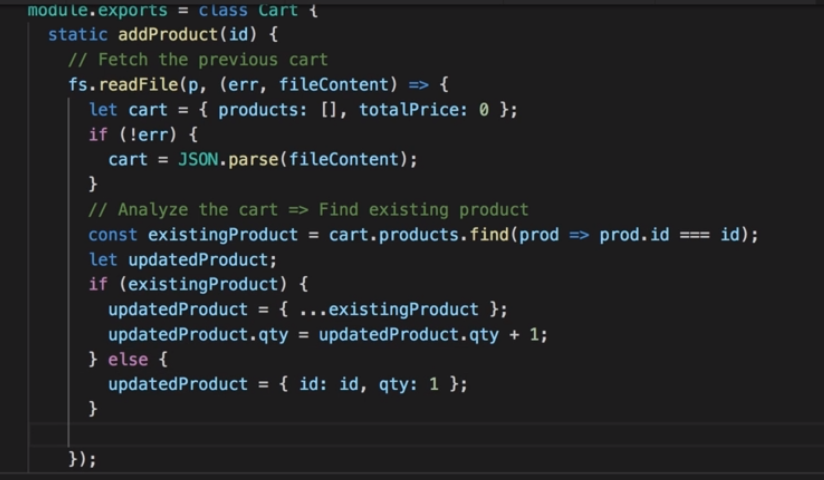 module.exports = class Cart {
static addProduct(id) {
// Fetch the previous cart
fs.readFile(p, (err, fileContent) => {
let cart = { products: [], totalPrice: 0 };
if (!err) {
cart = JSON.parse(fileContent);
}
// Analyze the cart => Find existing product
const existingProduct = cart.products.find(prod => prod.id === id);
let updatedProduct;
if (existingProduct) {
updatedProduct = { ...existingProduct };
updatedProduct.qty = updatedProduct.qty + 1;
} else {
updatedProduct = { id: id, qty: 1 };
}
});